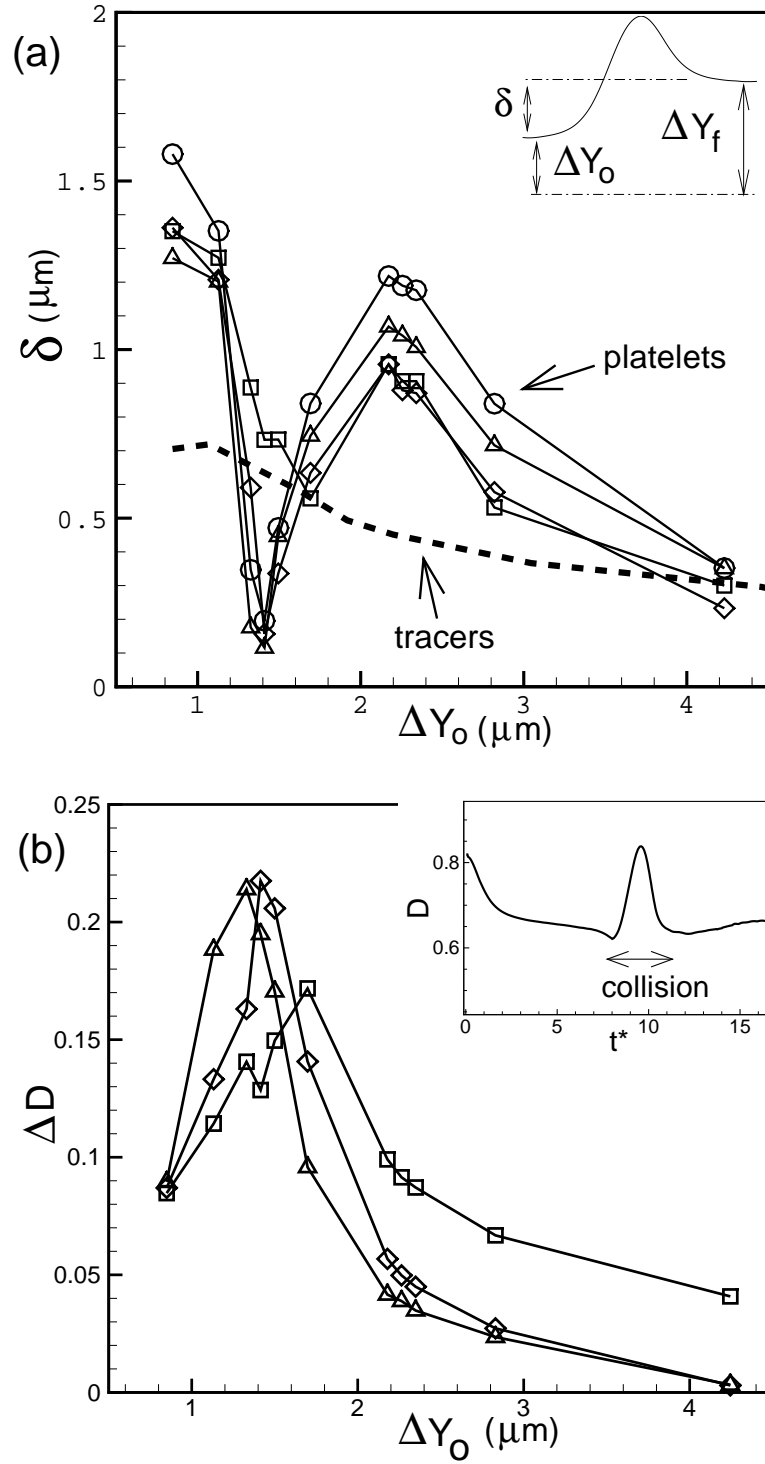 (a)
2
1.5
1
0.5
0
δ (μm)
δ
ΔYo
ΔYf
platelets
tracers
1 2 3 4
ΔYo (μm)
(b)
0.25
0.2
0.15
0.1
0.05
0
ΔD
D
0.8
0.6
collision
0 5 10 15
t*
1 2 3 4
ΔYo (μm)